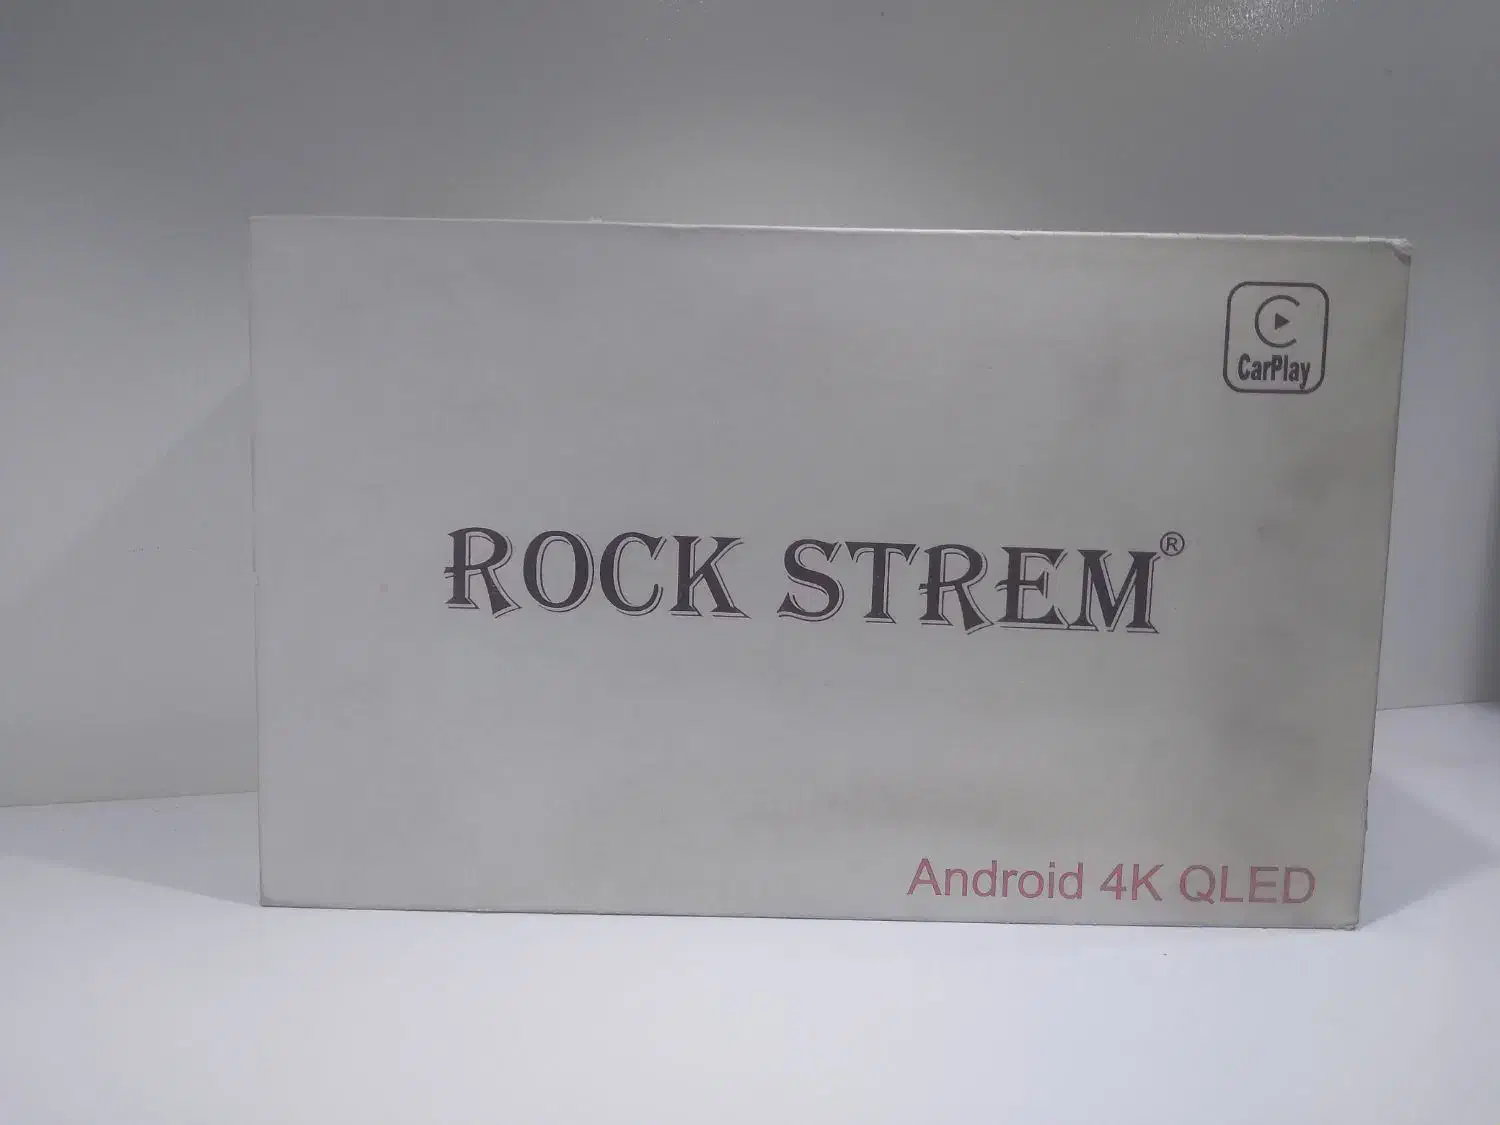 CarPlay
ROCK STREM®
Android 4K QLED